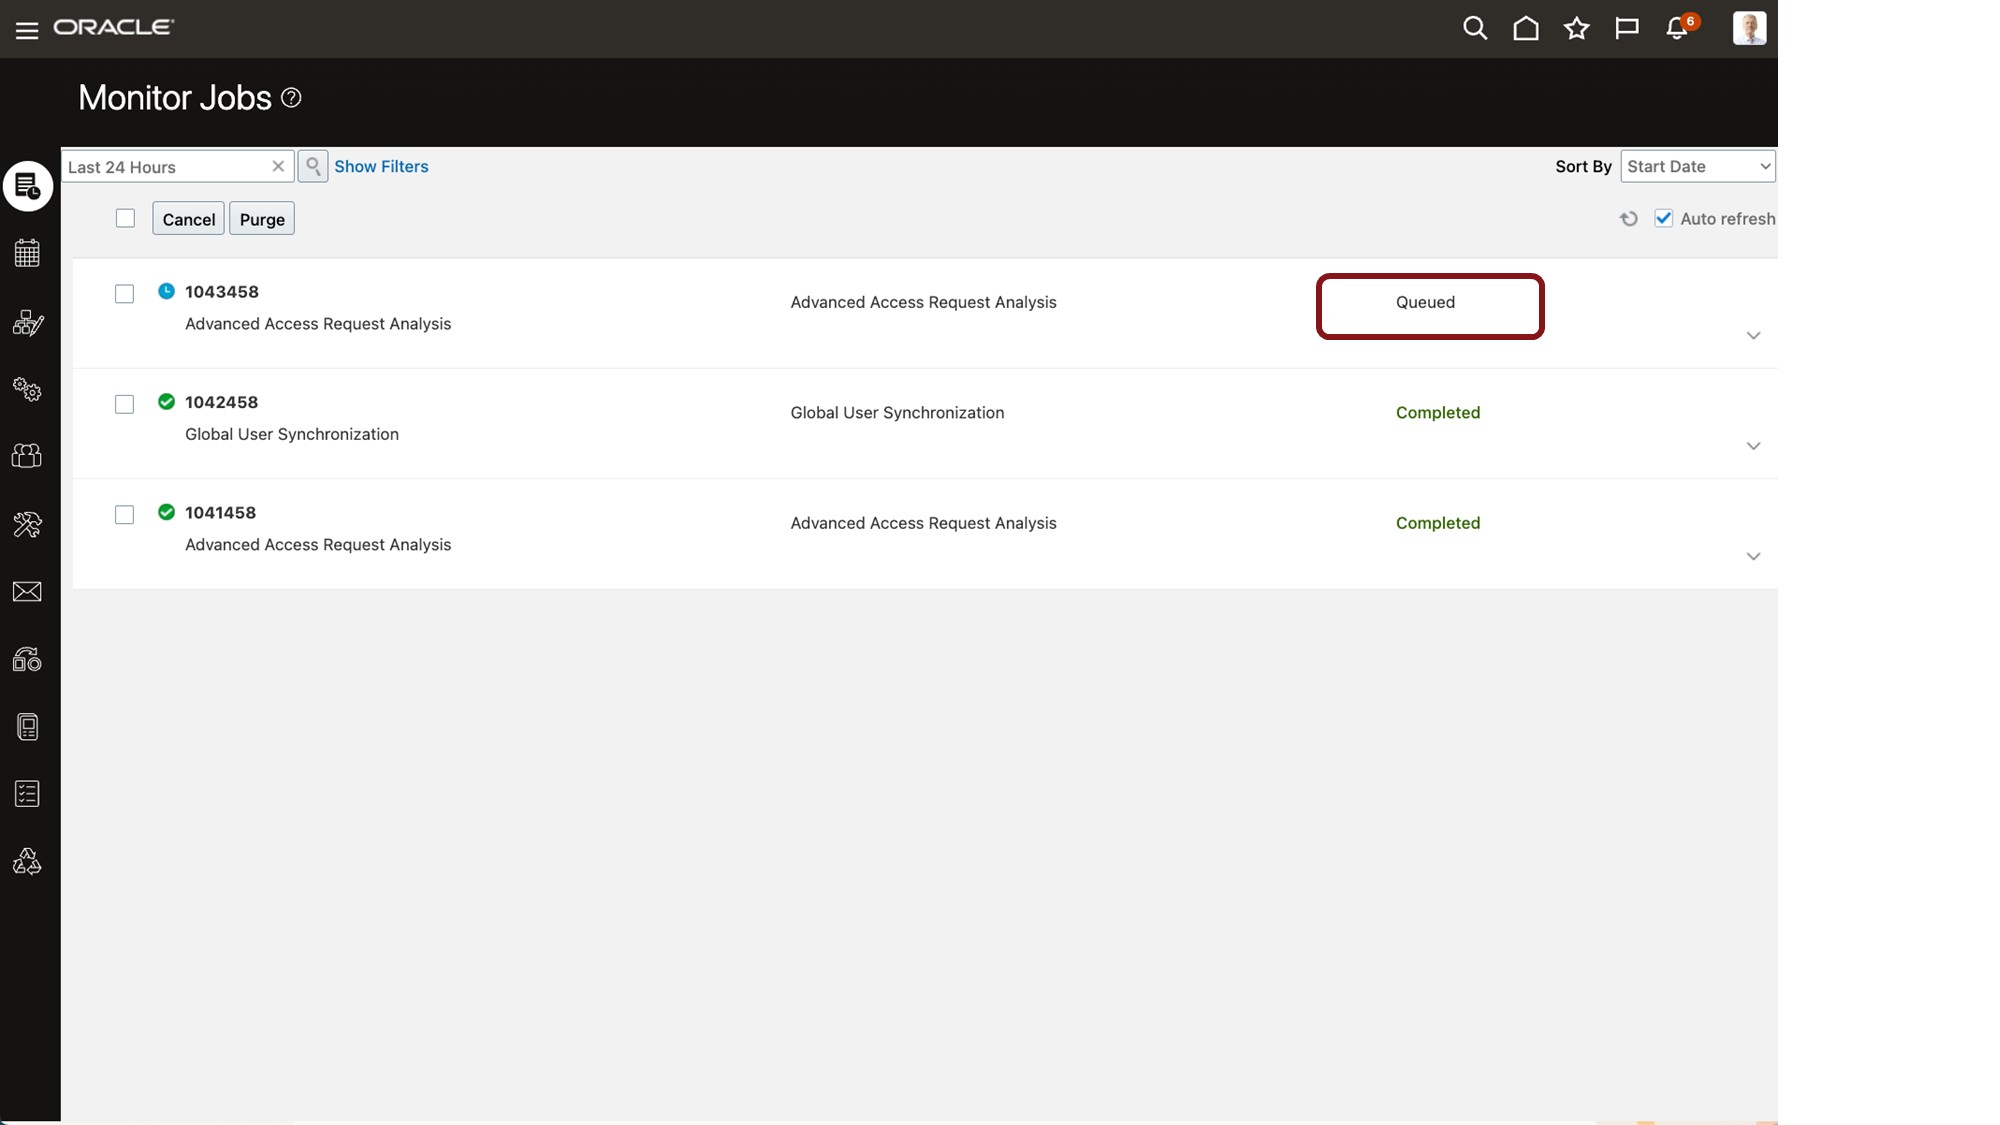 ORACLE
6
Monitor Jobs ?
Last 24 Hours
Show Filters
Sort By
Start Date
Cancel
Purge
Auto refresh
1043458
Advanced Access Request Analysis
Advanced Access Request Analysis
Queued
1042458
Global User Synchronization
Global User Synchronization
Completed
1041458
Advanced Access Request Analysis
Advanced Access Request Analysis
Completed